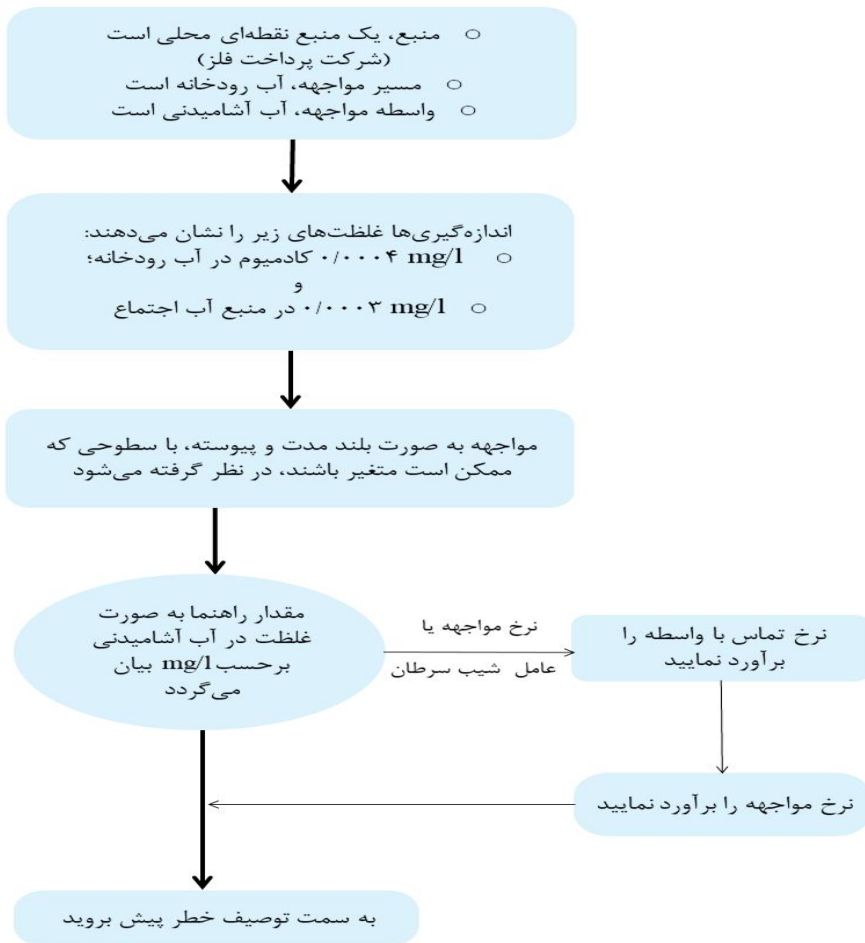 ○ منبع، یک منبع نقطه‌ای محلی است
(شرکت پرداخت فلز)
○ مسیر مواجهه، آب رودخانه است
○ واسطه مواجهه، آب آشامیدنی است
اندازه‌گیری‌ها غلظت‌های زیر را نشان می‌دهند:
○ ۰/۰۰۰۴ mg/l کادمیوم در آب رودخانه؛
و
○ ۰/۰۰۰۳ mg/l در منبع آب اجتماع
مواجهه به صورت بلند مدت و پیوسته، با سطوحی که
ممکن است متغیر باشند، در نظر گرفته می‌شود
مقدار راهنما به صورت
غلظت در آب آشامیدنی
برحسب mg/l بیان
می‌گردد
نرخ مواجهه یا
عامل شیب سرطان
نرخ تماس با واسطه را
برآورد نمایید
نرخ مواجهه را برآورد نمایید
به سمت توصیف خطر پیش بروید